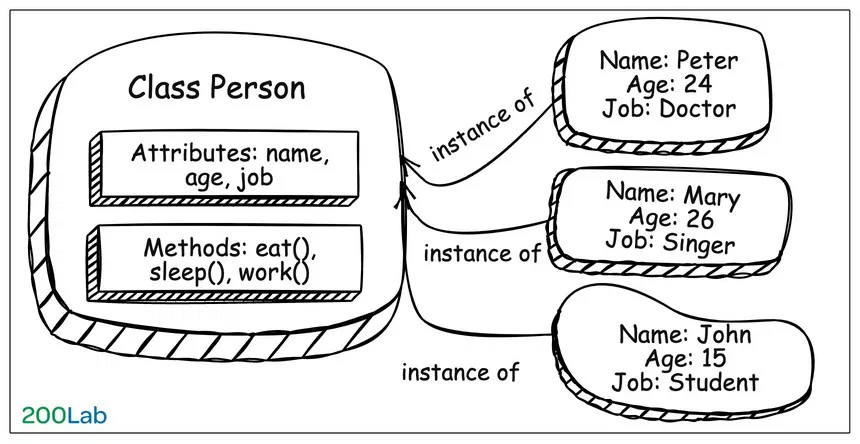 Class Person
Attributes: name,
age, job
Methods: eat(),
sleep(), work()
instance of
Name: Peter
Age: 24
Job: Doctor
instance of
Name: Mary
Age: 26
Job: Singer
instance of
Name: John
Age: 15
Job: Student
200Lab